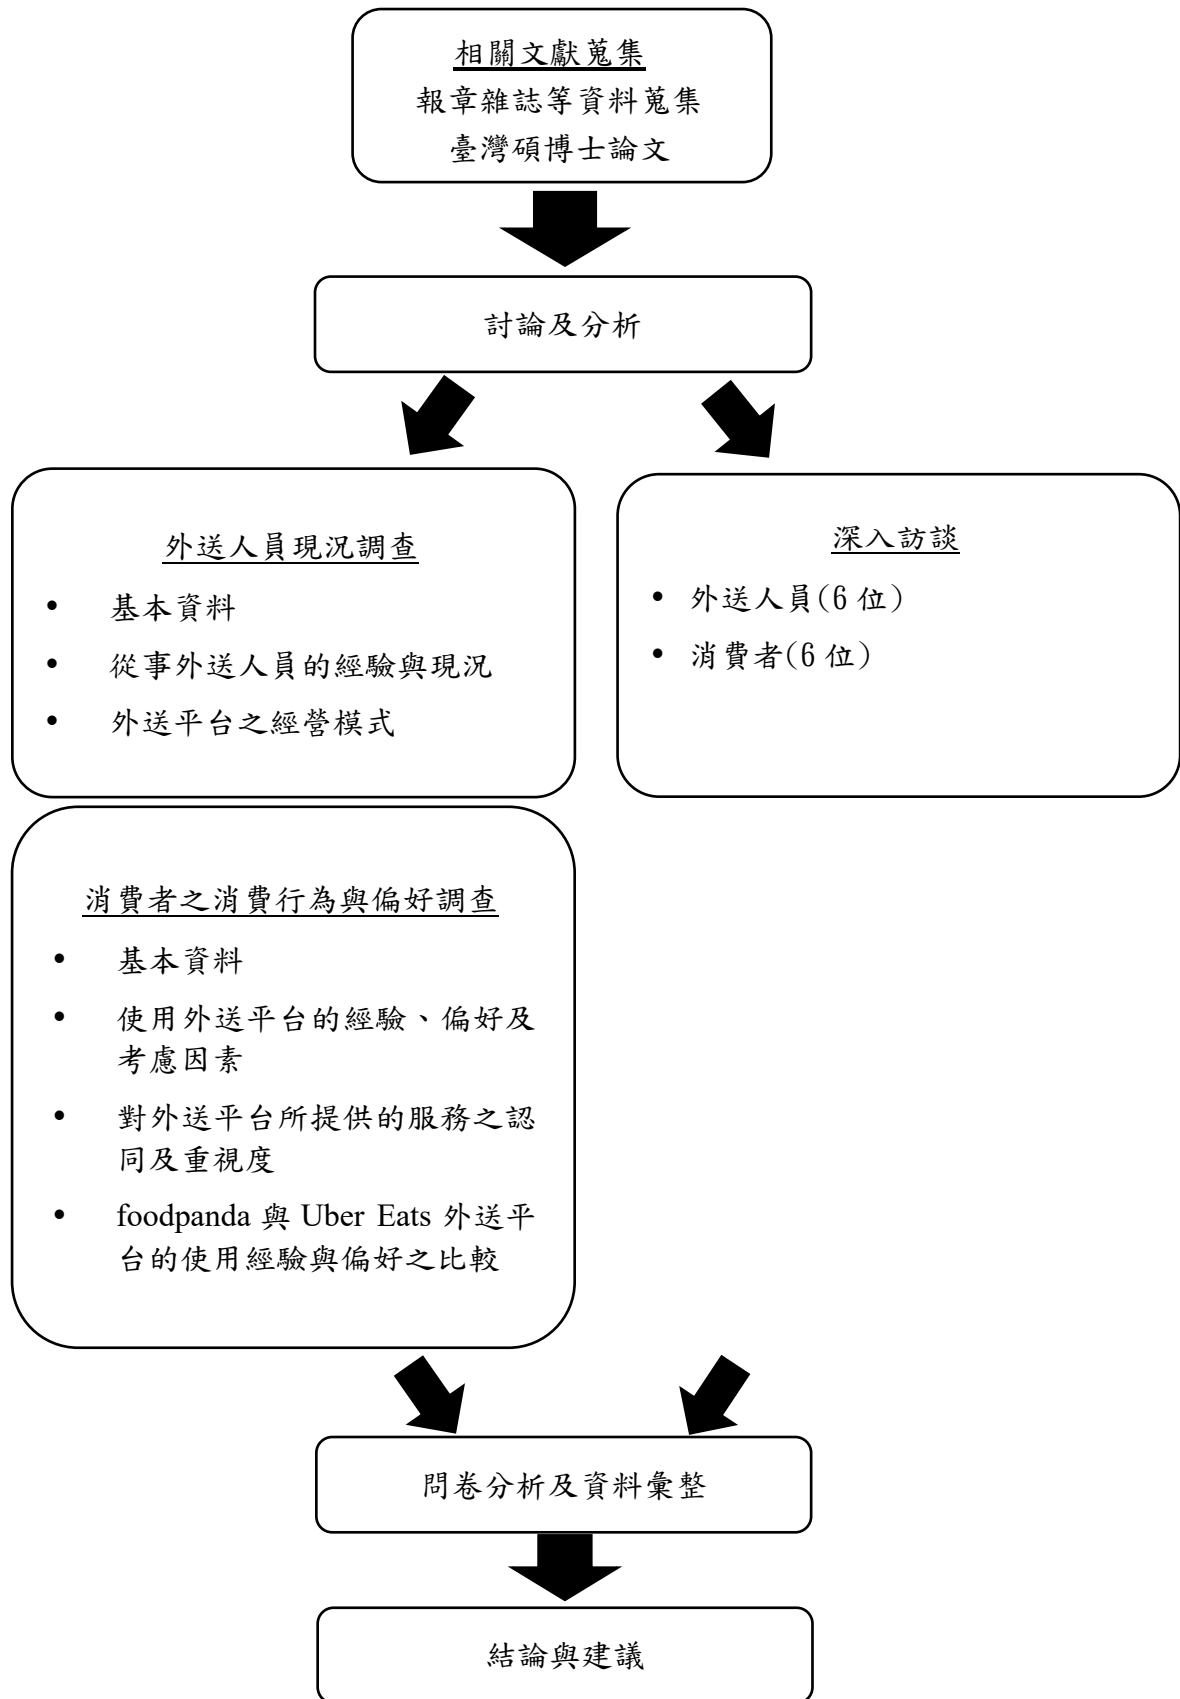 相關文獻蒐集
報章雜誌等資料蒐集
臺灣碩博士論文
討論及分析
外送人員現況調查
• 基本資料
• 從事外送人員的經驗與現況
• 外送平台之經營模式
深入訪談
• 外送人員(6 位)
• 消費者(6 位)
消費者之消費行為與偏好調查
• 基本資料
• 使用外送平台的經驗、偏好及
考慮因素
• 對外送平台所提供的服務之認
同及重視度
• foodpanda 與 Uber Eats 外送平
台的使用經驗與偏好之比較
問卷分析及資料彙整
結論與建議